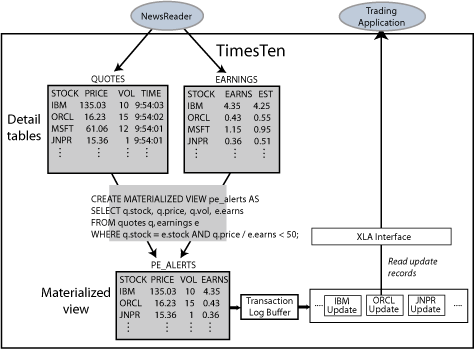 NewsReader
Trading
Application
TimesTen
QUOTES
EARNINGS
STOCK PRICE VOL TIME
IBM 135.03 10 9:54:03
ORCL 16.23 15 9:54:02
MSFT 61.06 12 9:54:01
JNPR 15.36 1 9:54:01
STOCK EARNS EST
IBM 4.35 4.25
ORCL 0.43 0.55
MSFT 1.15 0.95
JNPR 0.36 0.51
Detail
tables
CREATE MATERIALIZED VIEW pe_alerts AS
SELECT q.stock, q.price, q.vol, e.earns
FROM quotes q, earnings e
WHERE q.stock = e.stock AND q.price / e.earns < 50;
XLA Interface
Read update
records
PE_ALERTS
Materialized
view
STOCK PRICE VOL EARNS
IBM 135.03 10 4.35
ORCL 16.23 15 0.43
JNPR 15.36 1 0.36
Transaction
Log Buffer
.... IBM
Update
ORCL
Update
JNPR
Update ....